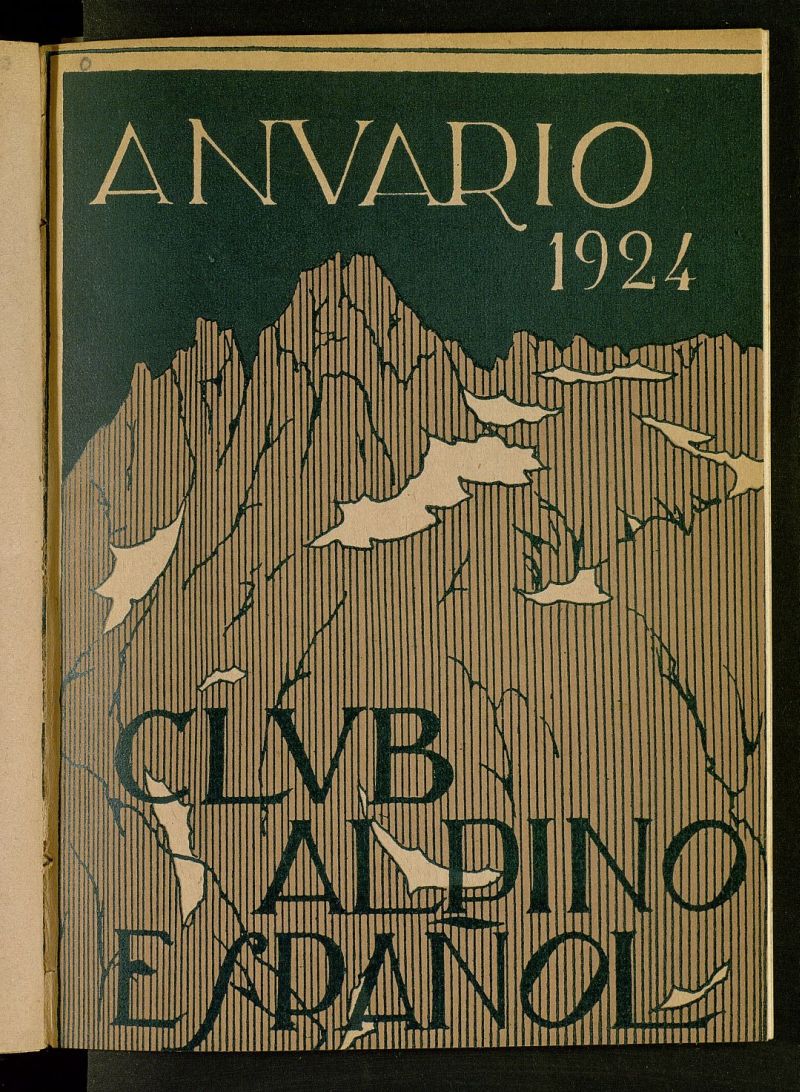 ANVARIO
1924
CLVB
ALPINO
ESPAÑOL